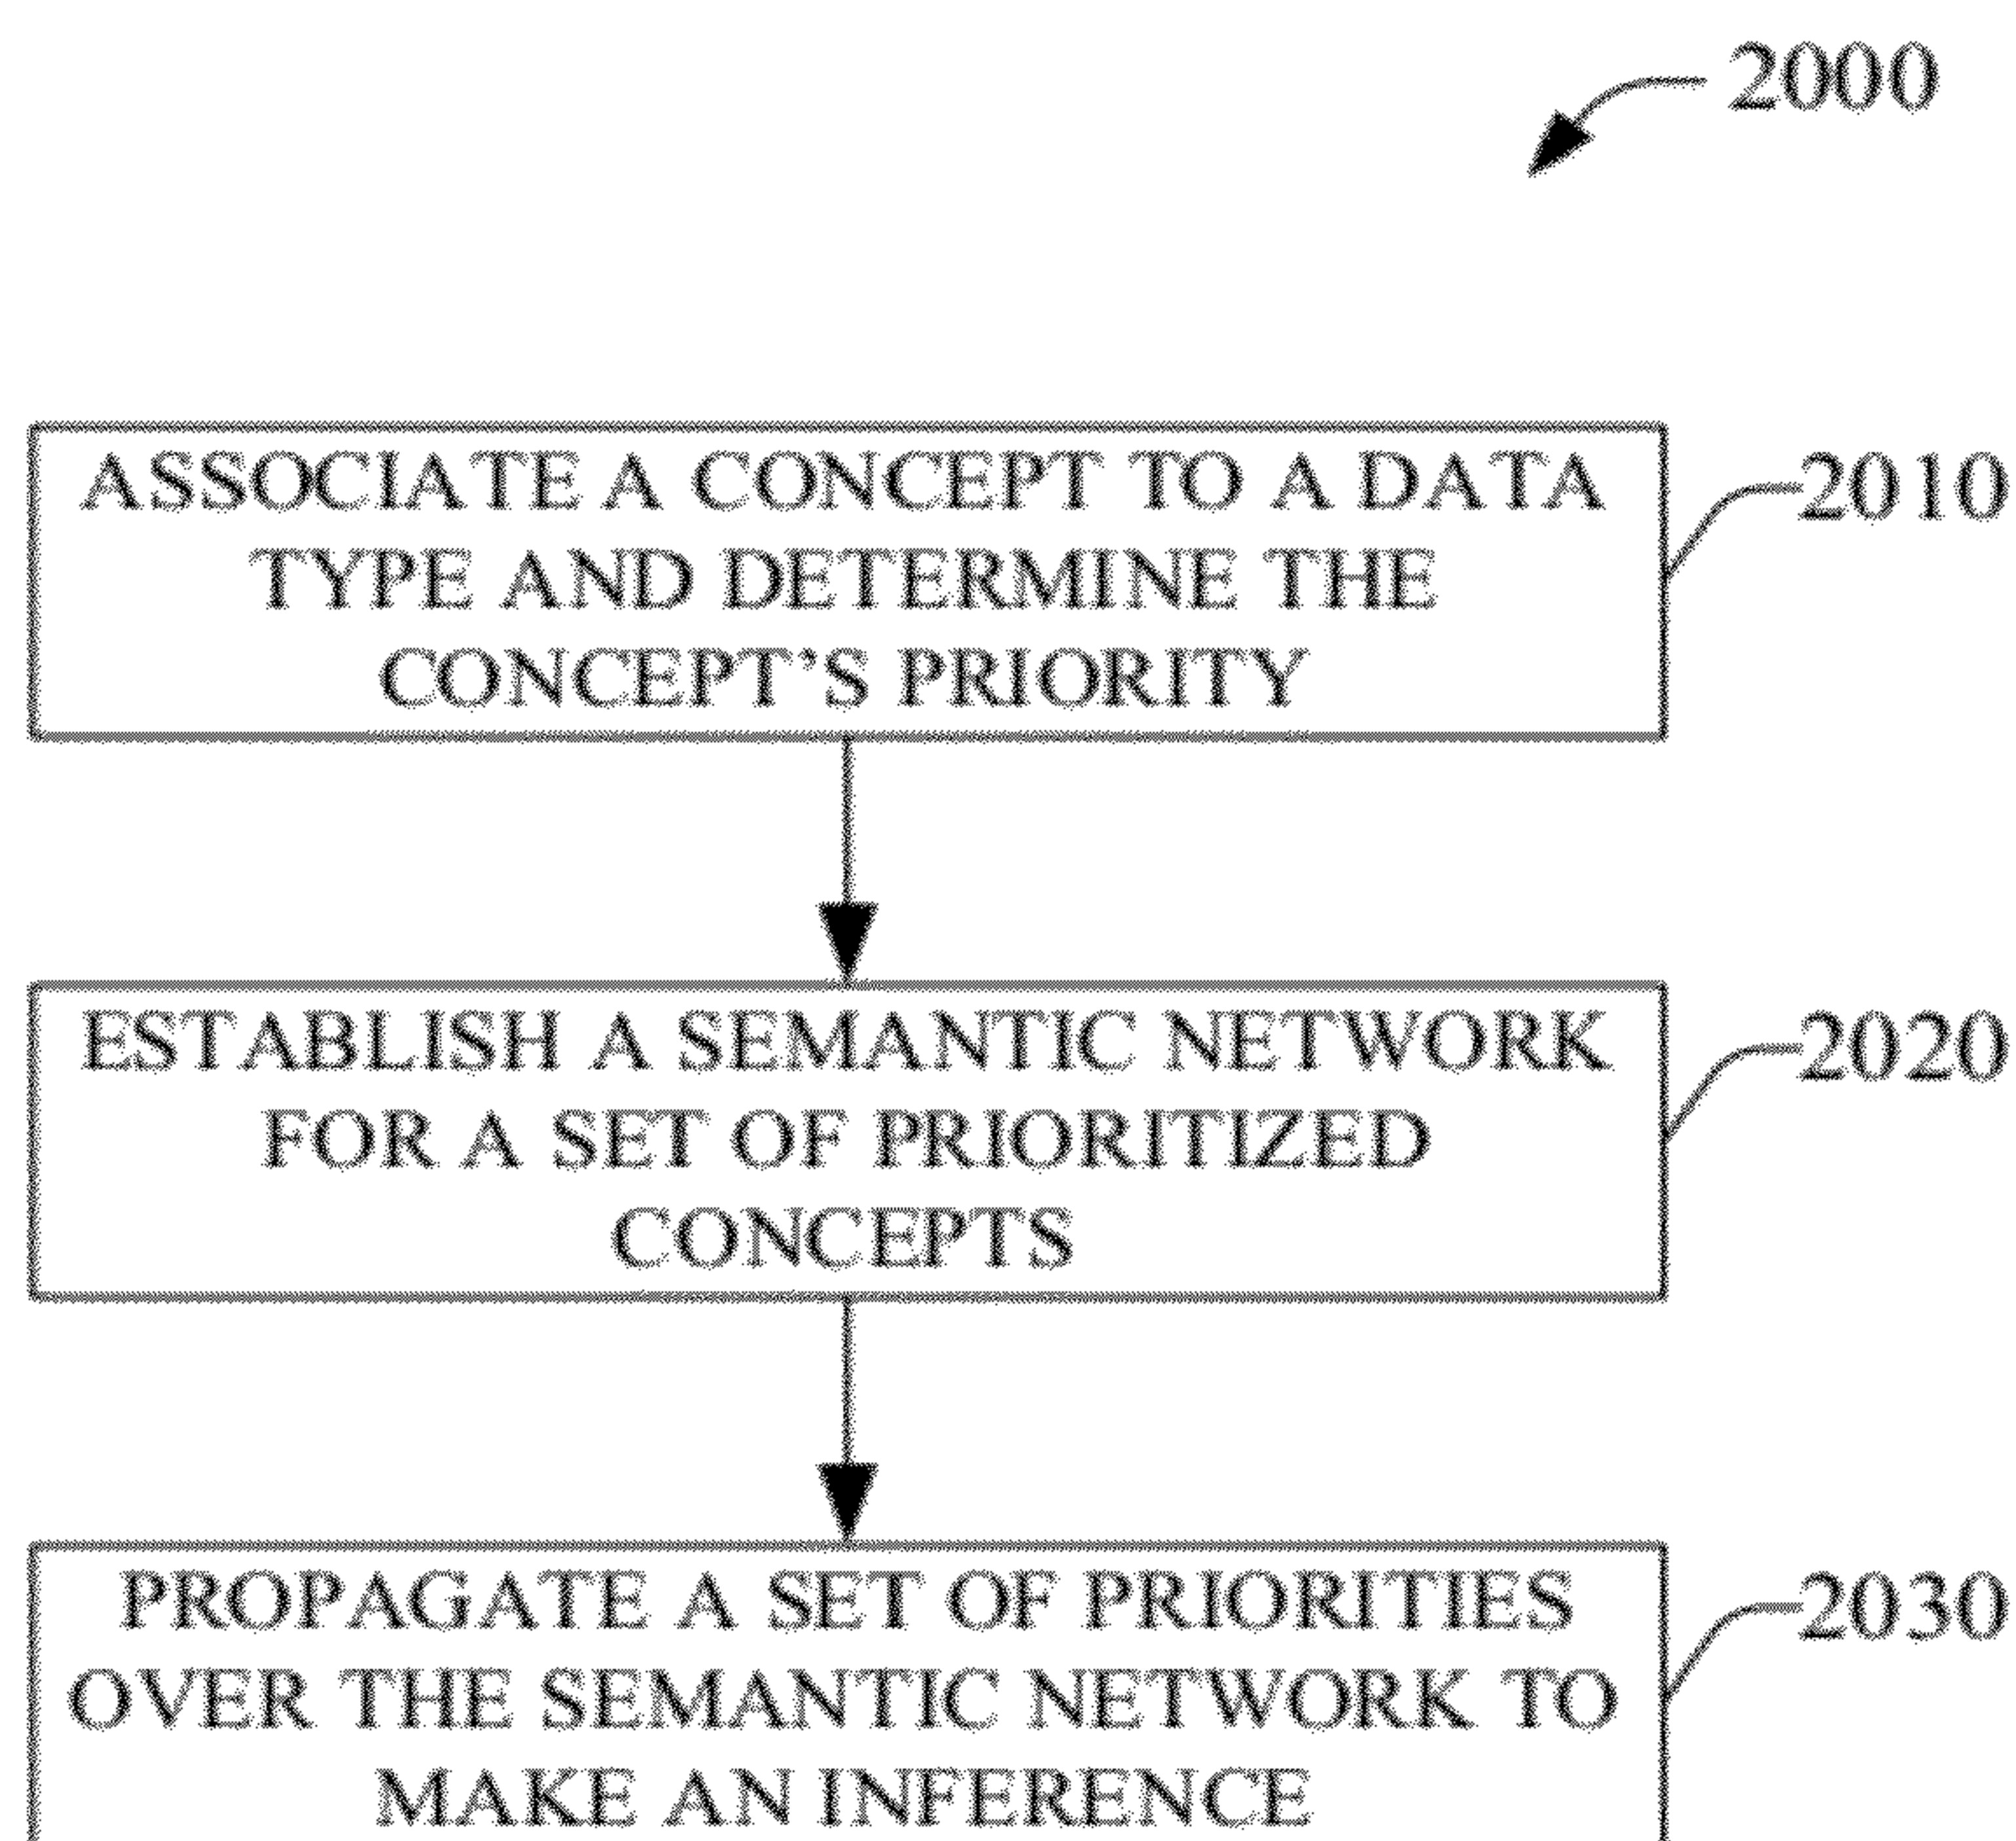 2000
ASSOCIATE A CONCEPT TO A DATA
TYPE AND DETERMINE THE
CONCEPT'S PRIORITY
2010
ESTABLISH A SEMANTIC NETWORK
FOR A SET OF PRIORITIZED
CONCEPTS
2020
PROPAGATE A SET OF PRIORITIES
OVER THE SEMANTIC NETWORK TO
MAKE AN INFERENCE
2030